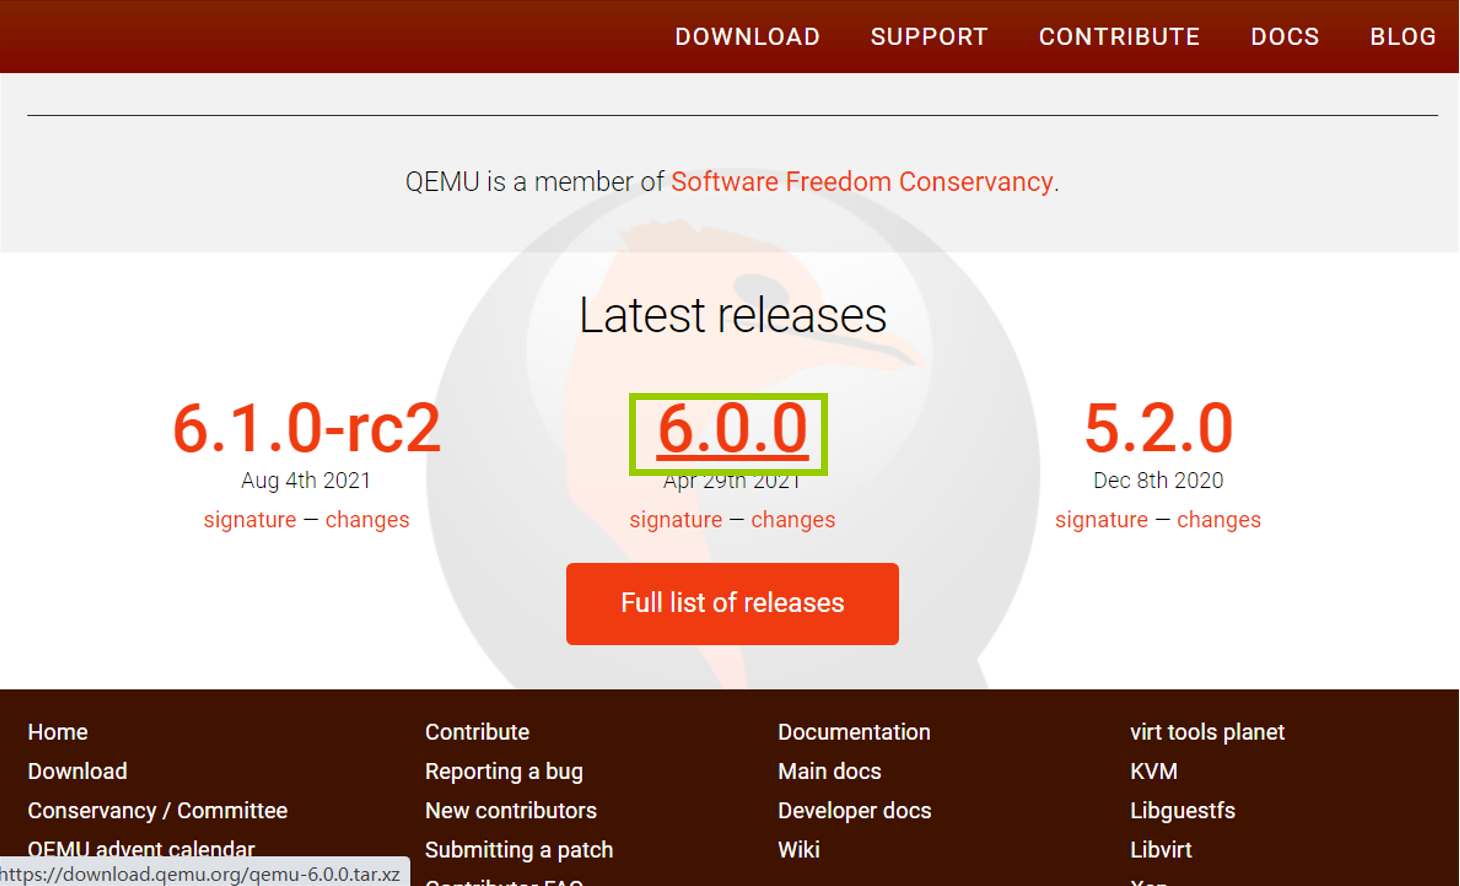 DOWNLOAD SUPPORT CONTRIBUTE DOCS BLOG
QEMU is a member of Software Freedom Conservancy.
Latest releases
6.1.0-rc2 6.0.0 5.2.0
Aug 4th 2021 Apr 29th 2021 Dec 8th 2020
signature — changes signature — changes signature — changes
Full list of releases
Home Contribute Documentation virt tools planet
Download Reporting a bug Main docs KVM
Conservancy / Committee New contributors Developer docs Libguestfs
QEMU advent calendar Submitting a patch Wiki Libvirt
https://download.qemu.org/qemu-6.0.0.tar.xz Contributor FAQ Xen